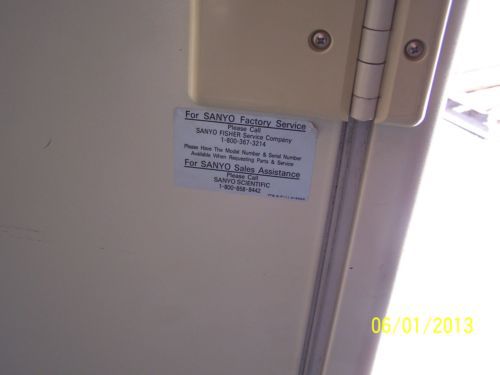 For SANYO Factory Service
Please Call
SANYO FISHER Service Company
1-800-367-3214
Please Have The Model Number & Serial Number
Available When Requesting Parts & Service
For SANYO Sales Assistance
Please Call
SANYO SCIENTIFIC
1-800-858-8442
06/01/2013